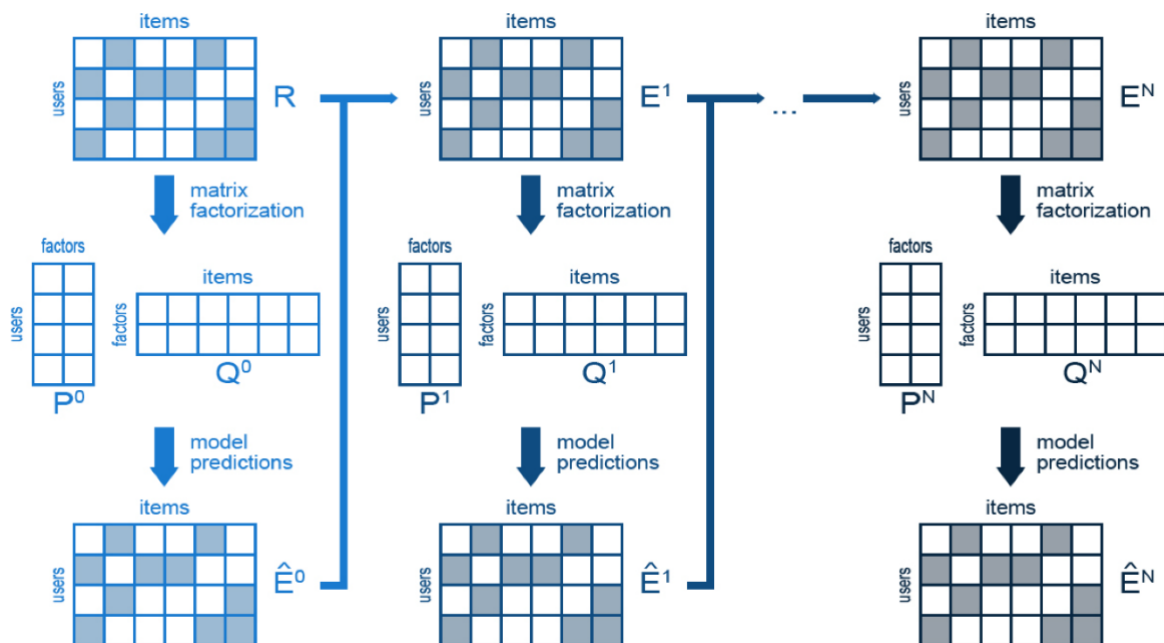 items
users
R
matrix
factorization
factors
users
P⁰
items
factors
Q⁰
model
predictions
items
users
Ê⁰
items
users
E¹
matrix
factorization
factors
users
P¹
items
factors
Q¹
model
predictions
items
users
Ê¹
...
items
users
Eᴺ
matrix
factorization
factors
users
Pᴺ
items
factors
Qᴺ
model
predictions
items
users
Êᴺ